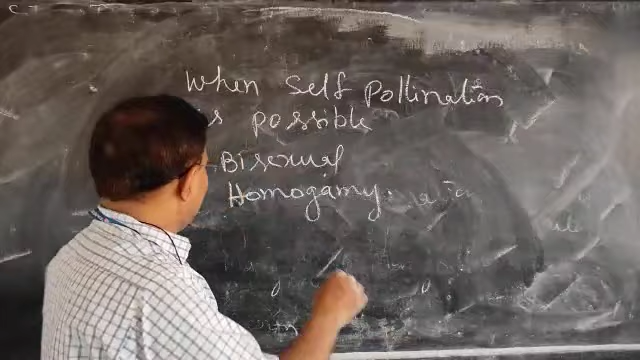 When Self Pollination
is possible
Bisexual
Homogamy.